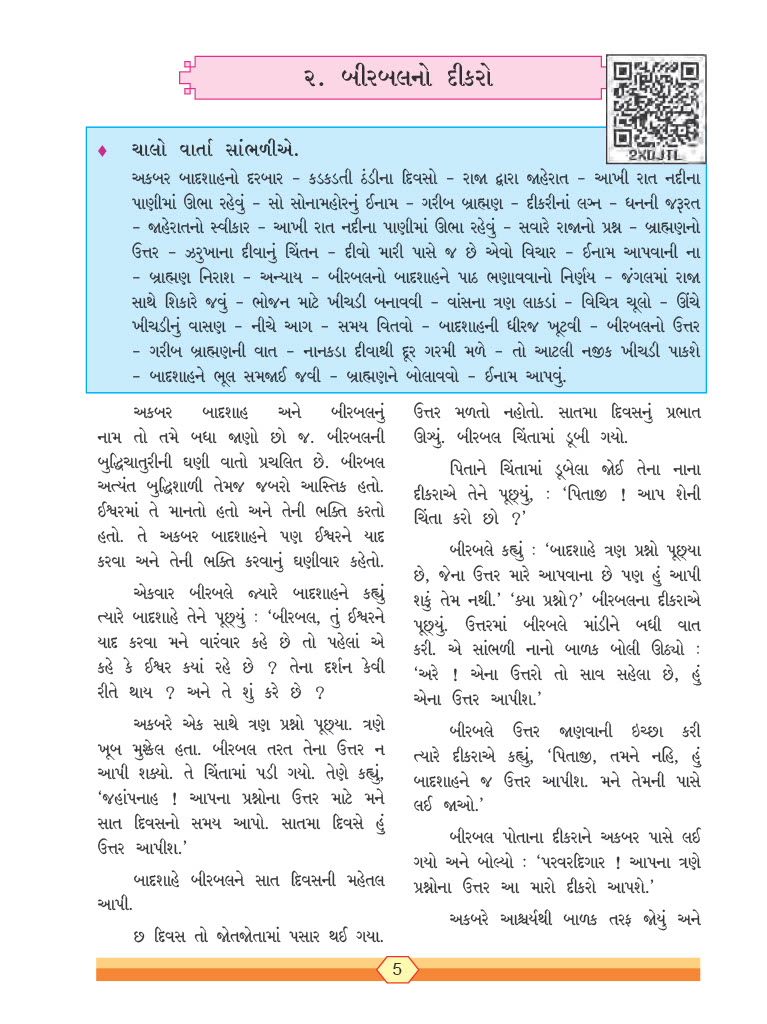 ૨. બીરબલનો દીકરો
2XDJTL
♦ ચાલો વાર્તા સાંભળીએ.
અકબર બાદશાહનો દરબાર – કડકડતી ઠંડીના દિવસો – રાજા દ્વારા જાહેરાત – આખી રાત નદીના
પાણીમાં ઊભા રહેવું – સો સોનામહોરનું ઈનામ – ગરીબ બ્રાહ્મણ – દીકરીનાં લગ્ન – ધનની જરૂરત
– જાહેરાતનો સ્વીકાર – આખી રાત નદીના પાણીમાં ઊભા રહેવું – સવારે રાજાનો પ્રશ્ન – બ્રાહ્મણનો
ઉત્તર – ઝરુખાના દીવાનું ચિંતન – દીવો મારી પાસે જ છે એવો વિચાર – ઈનામ આપવાની ના
– બ્રાહ્મણ નિરાશ – અન્યાય – બીરબલનો બાદશાહને પાઠ ભણાવવાનો નિર્ણય – જંગલમાં રાજા
સાથે શિકારે જવું – ભોજન માટે ખીચડી બનાવવી – વાંસના ત્રણ લાકડાં – વિચિત્ર ચૂલો – ઊંચે
ખીચડીનું વાસણ – નીચે આગ – સમય વિતવો – બાદશાહની ધીરજ ખૂટવી – બીરબલનો ઉત્તર
– ગરીબ બ્રાહ્મણની વાત – નાનકડા દીવાથી દૂર ગરમી મળે – તો આટલી નજીક ખીચડી પાકશે
– બાદશાહને ભૂલ સમજાઈ જવી – બ્રાહ્મણને બોલાવવો – ઈનામ આપવું.
અકબર બાદશાહ અને બીરબલનું
નામ તો તમે બધા જાણો છો જ. બીરબલની
બુદ્ધિચાતુરીની ઘણી વાતો પ્રચલિત છે. બીરબલ
અત્યંત બુદ્ધિશાળી તેમજ જબરો આસ્તિક હતો.
ઈશ્વરમાં તે માનતો હતો અને તેની ભક્તિ કરતો
હતો. તે અકબર બાદશાહને પણ ઈશ્વરને યાદ
કરવા અને તેની ભક્તિ કરવાનું ઘણીવાર કહેતો.
એકવાર બીરબલે જ્યારે બાદશાહને કહ્યું
ત્યારે બાદશાહે તેને પૂછ્યું : ‘બીરબલ, તું ઈશ્વરને
યાદ કરવા મને વારંવાર કહે છે તો પહેલાં એ
કહે કે ઈશ્વર કયાં રહે છે ? તેના દર્શન કેવી
રીતે થાય ? અને તે શું કરે છે ?
અકબરે એક સાથે ત્રણ પ્રશ્નો પૂછ્યા. ત્રણે
ખૂબ મુશ્કેલ હતા. બીરબલ તરત તેના ઉત્તર ન
આપી શક્યો. તે ચિંતામાં પડી ગયો. તેણે કહ્યું,
‘જહાંપનાહ ! આપના પ્રશ્નોના ઉત્તર માટે મને
સાત દિવસનો સમય આપો. સાતમા દિવસે હું
ઉત્તર આપીશ.’
બાદશાહે બીરબલને સાત દિવસની મહેતલ
આપી.
છ દિવસ તો જોતજોતામાં પસાર થઈ ગયા.
ઉત્તર મળતો નહોતો. સાતમા દિવસનું પ્રભાત
ઊગ્યું. બીરબલ ચિંતામાં ડૂબી ગયો.
પિતાને ચિંતામાં ડૂબેલા જોઈ તેના નાના
દીકરાએ તેને પૂછ્યું, : ‘પિતાજી ! આપ શેની
ચિંતા કરો છો ?’
બીરબલે કહ્યું : ‘બાદશાહે ત્રણ પ્રશ્નો પૂછ્યા
છે, જેના ઉત્તર મારે આપવાના છે પણ હું આપી
શકું તેમ નથી.’ ‘ક્યા પ્રશ્નો?’ બીરબલના દીકરાએ
પૂછ્યું. ઉત્તરમાં બીરબલે માંડીને બધી વાત
કરી. એ સાંભળી નાનો બાળક બોલી ઊઠ્યો :
‘અરે ! એના ઉત્તરો તો સાવ સહેલા છે, હું
એના ઉત્તર આપીશ.’
બીરબલે ઉત્તર જાણવાની ઇચ્છા કરી
ત્યારે દીકરાએ કહ્યું, ‘પિતાજી, તમને નહિ, હું
બાદશાહને જ ઉત્તર આપીશ. મને તેમની પાસે
લઈ જાઓ.’
બીરબલ પોતાના દીકરાને અકબર પાસે લઈ
ગયો અને બોલ્યો : ‘પરવરદિગાર ! આપના ત્રણે
પ્રશ્નોના ઉત્તર આ મારો દીકરો આપશે.’
અકબરે આશ્ચર્યથી બાળક તરફ જોયું અને
5